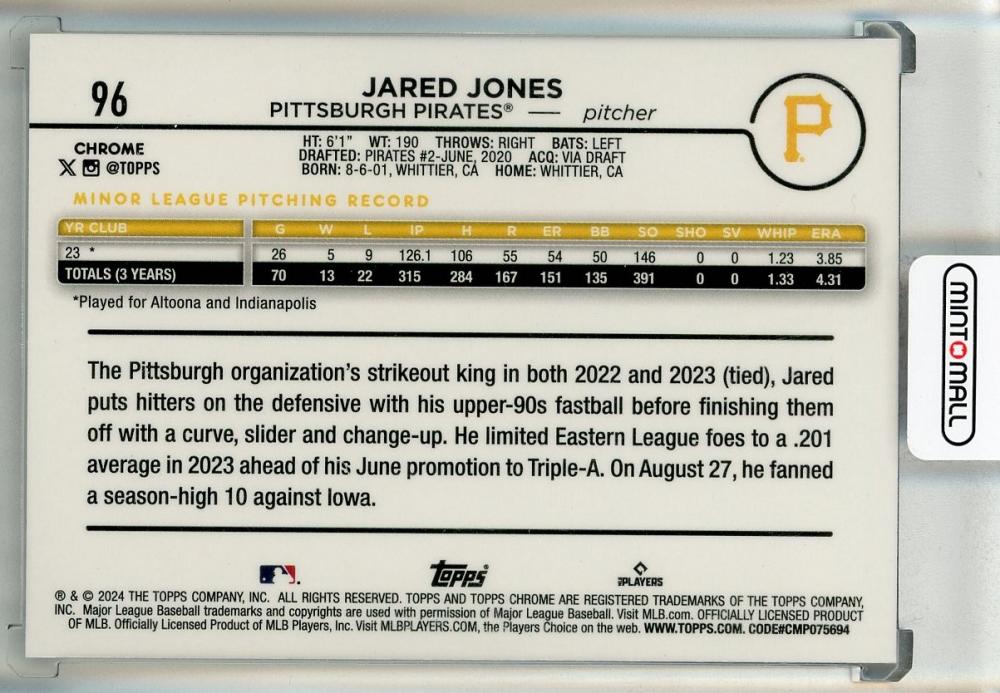 96
JARED JONES
PITTSBURGH PIRATES® — pitcher
P
CHROME
X @TOPPS
HT: 6'1" WT: 190 THROWS: RIGHT BATS: LEFT
DRAFTED: PIRATES #2-JUNE, 2020 ACQ: VIA DRAFT
BORN: 8-6-01, WHITTIER, CA HOME: WHITTIER, CA
MINOR LEAGUE PITCHING RECORD
YR CLUB G W L IP H R ER BB SO SHO SV WHIP ERA
23 * 26 5 9 126.1 106 55 54 50 146 0 0 1.23 3.85
TOTALS (3 YEARS) 70 13 22 315 284 167 151 135 391 0 0 1.33 4.31
*Played for Altoona and Indianapolis
The Pittsburgh organization's strikeout king in both 2022 and 2023 (tied), Jared
puts hitters on the defensive with his upper-90s fastball before finishing them
off with a curve, slider and change-up. He limited Eastern League foes to a .201
average in 2023 ahead of his June promotion to Triple-A. On August 27, he fanned
a season-high 10 against Iowa.
Topps
PLAYERS
® & © 2024 THE TOPPS COMPANY, INC. ALL RIGHTS RESERVED. TOPPS AND TOPPS CHROME ARE REGISTERED TRADEMARKS OF THE TOPPS COMPANY,
INC. Major League Baseball trademarks and copyrights are used with permission of Major League Baseball. Visit MLB.com. OFFICIALLY LICENSED PRODUCT
OF MLB. Officially Licensed Product of MLB Players, Inc. Visit MLBPLAYERS.COM, the Players Choice on the web. WWW.TOPPS.COM. CODE#CMP075694
MINTMALL